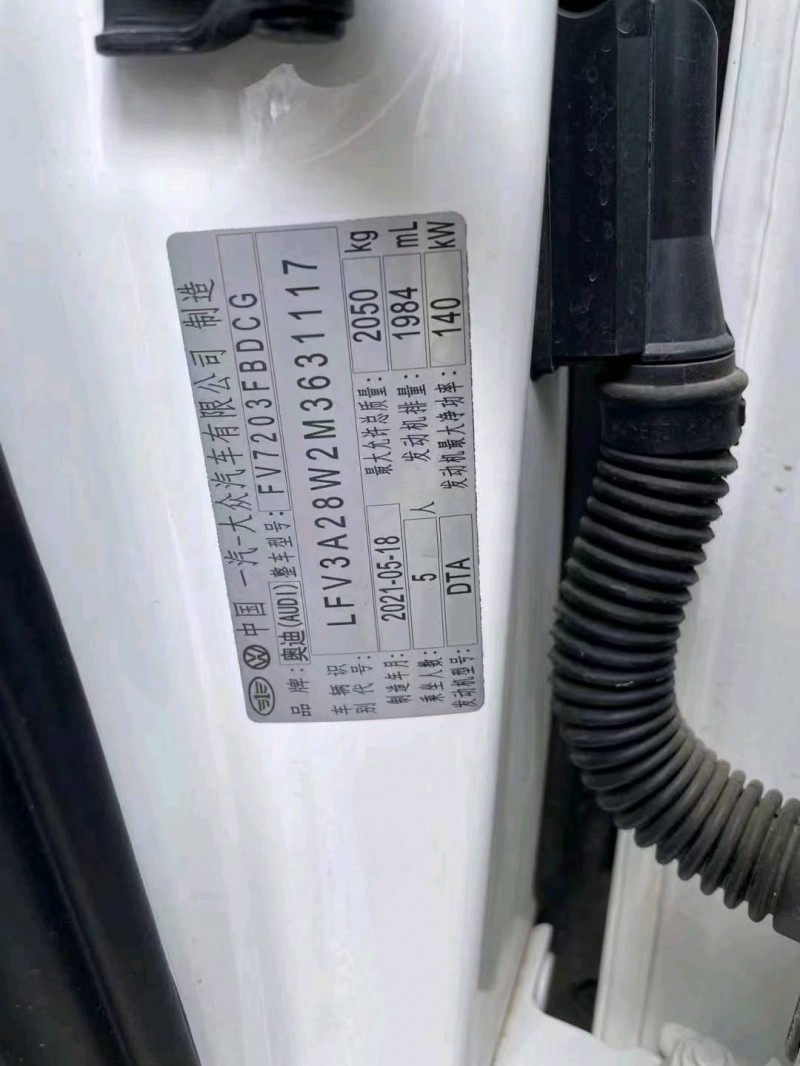 中国 一汽-大众汽车有限公司 制造
品 牌: 奥迪(AUDI) 整车型号: FV7203FBDCG
车 辆 识
别 代 号: LFV3A28W2M3631117
制造年月: 2021-05-18 最大允许总质量: 2050 kg
乘坐人数: 5 人 发动机排量: 1984 mL
发动机型号: DTA 发动机最大净功率: 140 kW